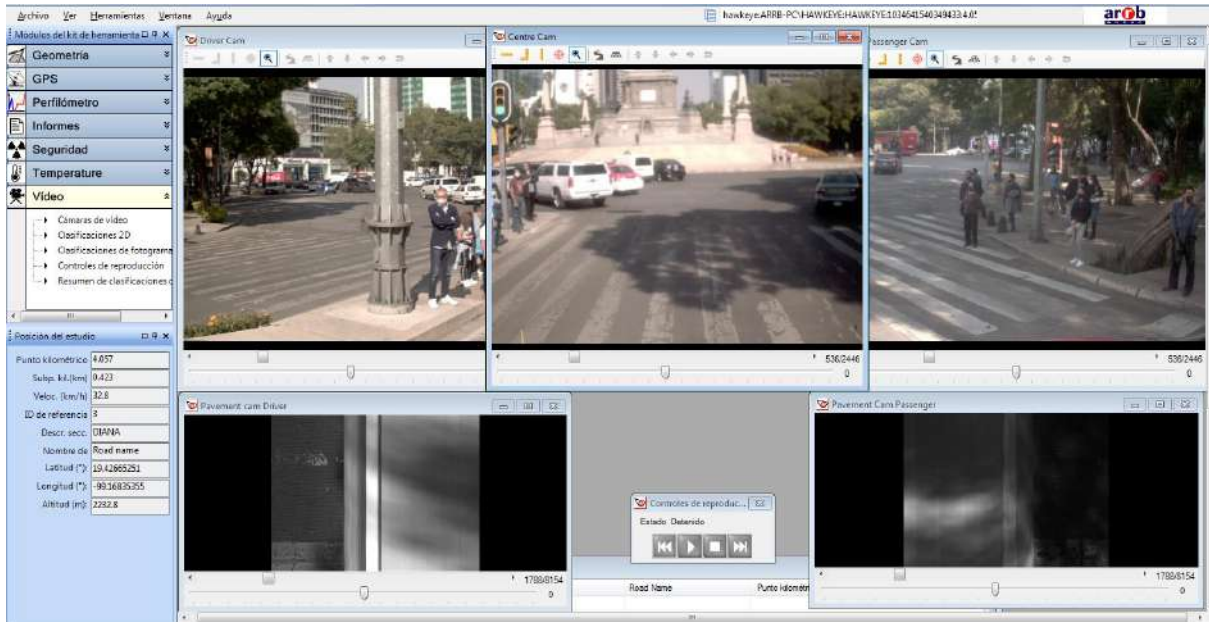 Archivo Ver Herramientas Ventana Ayuda
hawkeye:ARRB-PC\HAWKEYE:HAWKEYE:1034641540349433:4.0
arrb
Módulos del kit de herramienta
Geometría
GPS
Perfilómetro
Informes
Seguridad
Temperature
Vídeo
Cámaras de vídeo
Clasificaciones 2D
Clasificaciones de fotograma
Controles de reproducción
Resumen de clasificaciones
Posición del estudio
Punto kilométrico 4.057
Subp. kil.(km) 0.423
Veloc. (km/h) 32.8
ID de referencia 3
Descr. secc. DIANA
Nombre de Road name
Latitud (°): 19.42665251
Longitud (°): -99.16835355
Altitud (m): 2232.8
Driver Cam
Centre Cam
536/2446
0
Passenger Cam
536/2446
0
Pavement cam Driver
1788/8154
0
Controles de reproduc...
Estado Detenido
Road Name Punto kilométri
Pavement Cam Passenger
1788/8154
0